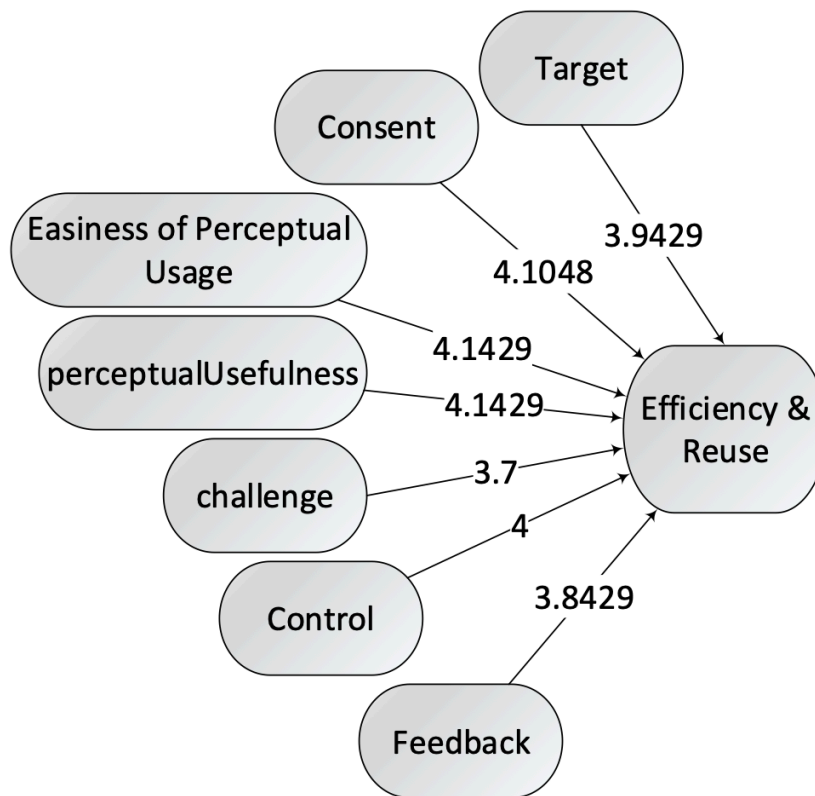 Target
Consent
3.9429
Easiness of Perceptual
Usage
4.1048
4.1429
perceptualUsefulness
4.1429
Efficiency &
Reuse
challenge
3.7
4
Control
3.8429
Feedback